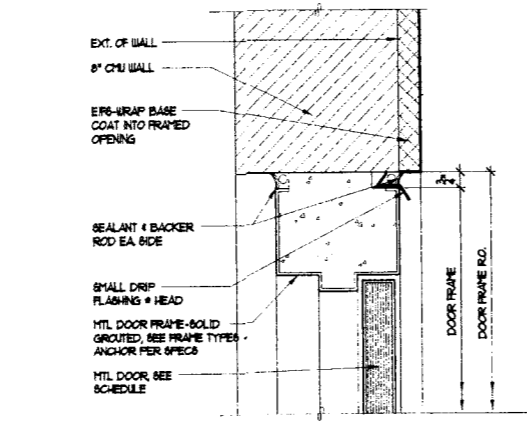 EXT. OF WALL
8" CMU WALL
EIFS-WRAP BASE
COAT INTO FRAMED
OPENING
SEALANT & BACKER
ROD EA. SIDE
SMALL DRIP
FLASHING @ HEAD
MTL DOOR FRAME-SOLID
GROUTED, SEE FRAME TYPES -
ANCHOR PER SPECS
MTL DOOR, SEE
SCHEDULE
DOOR FRAME
DOOR FRAME R.O.